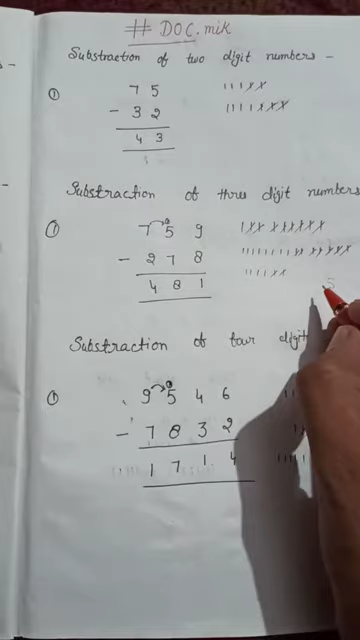 # DOC.mik
Substraction of two digit numbers -
① 7 5
- 3 2
4 3
Substraction of three digit numbers
① 7 5 9
- 2 7 8
4 8 1
Substraction of four digit
① 9 5 4 6
- 7 8 3 2
1 7 1 4